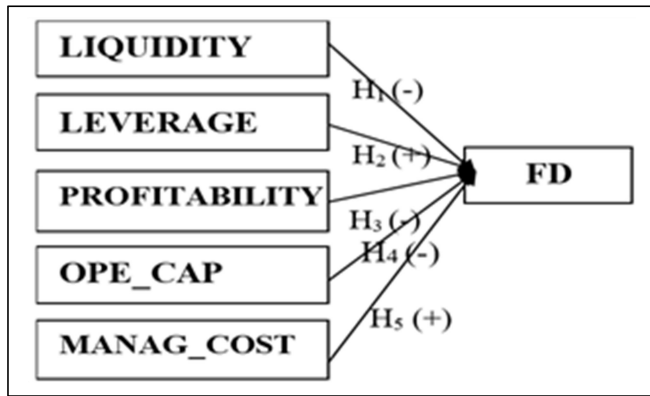 LIQUIDITY
H₁ (-)
LEVERAGE
H₂ (+)
FD
PROFITABILITY
H₃ (-)
H₄ (-)
OPE_CAP
H₅ (+)
MANAG_COST